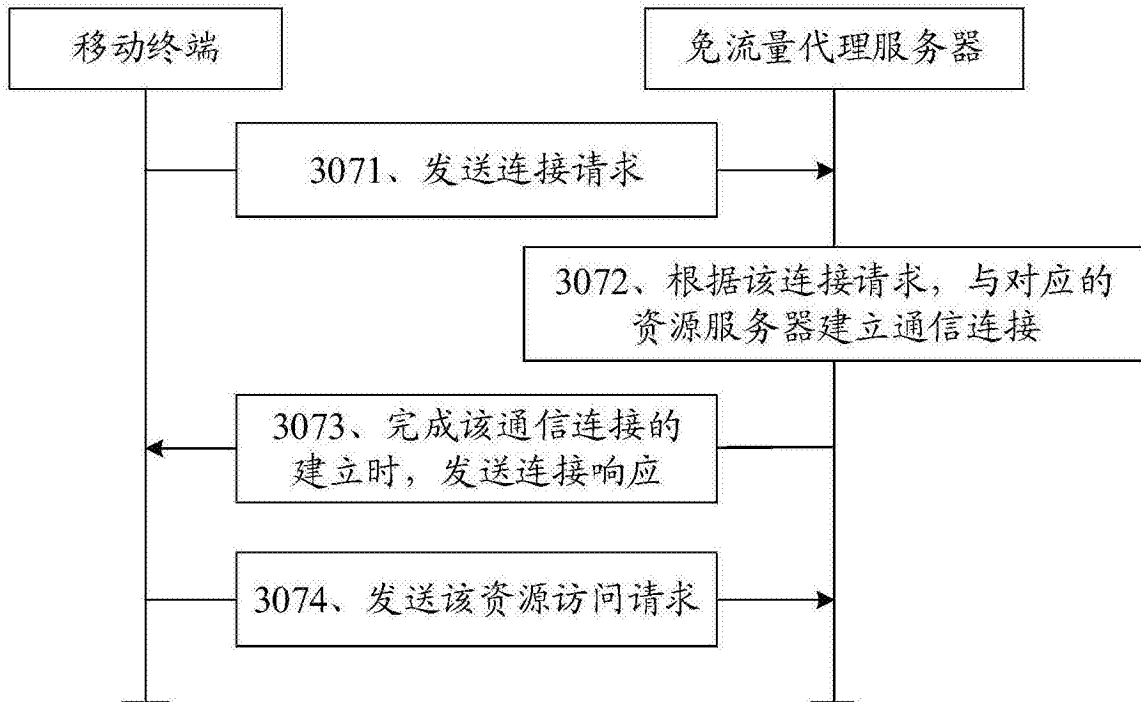 移动终端
免流量代理服务器
3071、发送连接请求
3072、根据该连接请求，与对应的
资源服务器建立通信连接
3073、完成该通信连接的
建立时，发送连接响应
3074、发送该资源访问请求